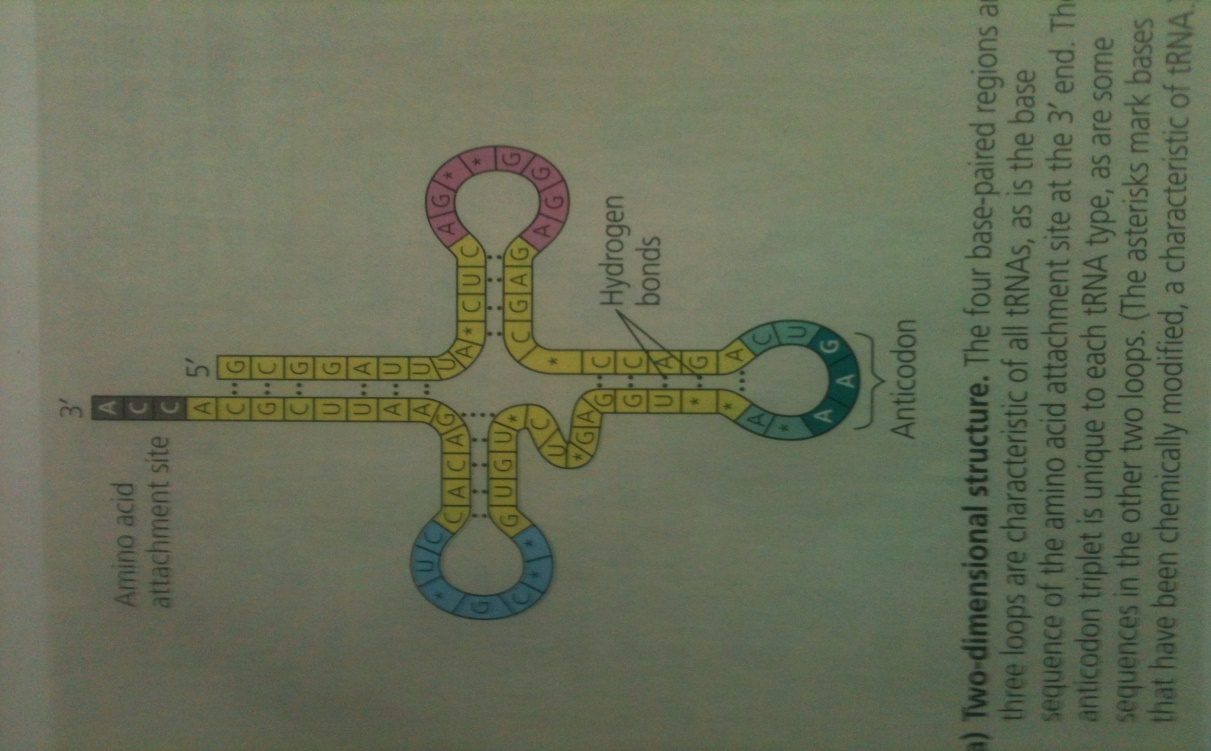 3′
A
C
C
A
C
G
C
U
U
A
A
G
A
C
A
C
C
U
*
G
C
*
*
G
U
G
U
*
C
U
*
G
A
G
G
U
*
*
A
*
A
A
G
U
C
A
G
A
C
C
*
C
G
A
G
A
G
G
G
*
*
G
A
C
U
C
*
A
U
U
U
A
G
G
C
G
5′
Amino acid
attachment site
Hydrogen
bonds
Anticodon
a) Two-dimensional structure. The four base-paired regions
three loops are characteristic of all tRNAs, as is the base
sequence of the amino acid attachment site at the 3′ end. The
anticodon triplet is unique to each tRNA type, as are some
sequences in the other two loops. (The asterisks mark bases
that have been chemically modified, a characteristic of tRNA.)